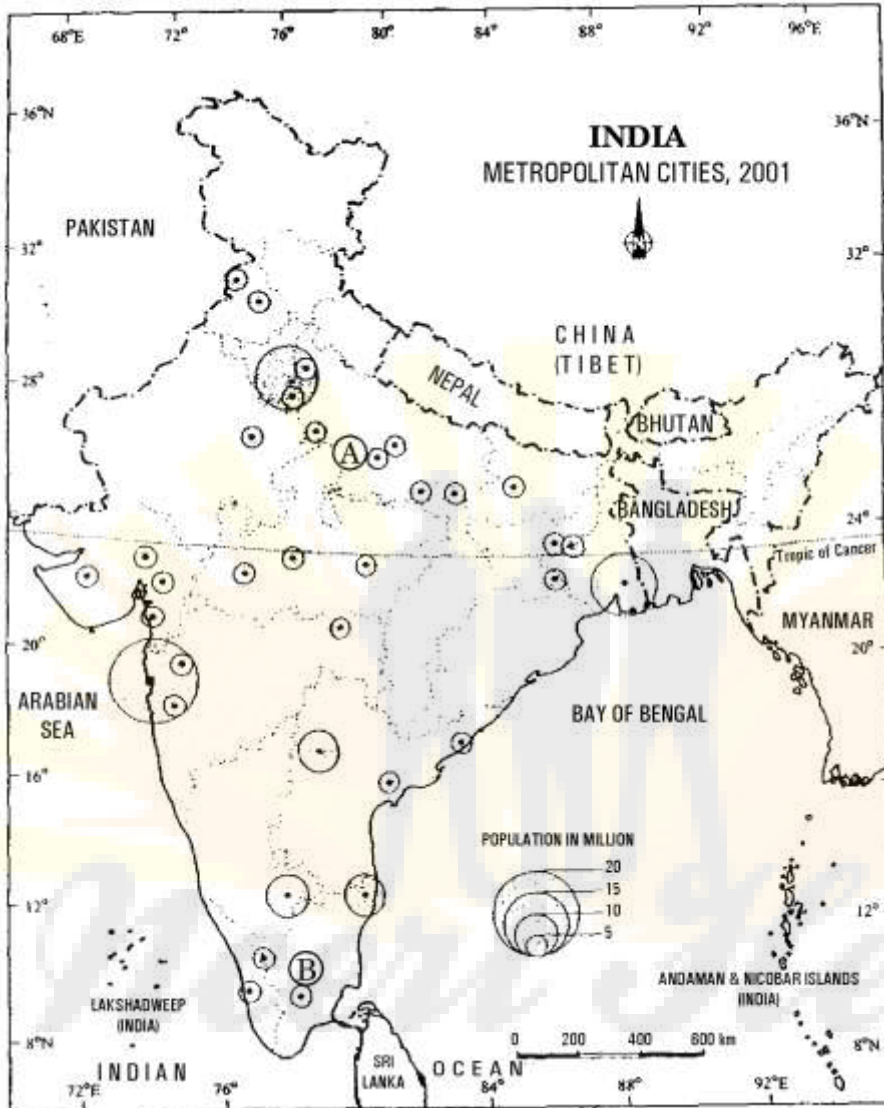 68°E 72° 76° 80° 84° 88° 92° 96°E
36°N 36°N
INDIA
METROPOLITAN CITIES, 2001
PAKISTAN
N
32° 32°
CHINA
(TIBET)
28°
NEPAL
BHUTAN
A
BANGLADESH
24°
Tropic of Cancer
MYANMAR
20° 20°
ARABIAN
SEA
BAY OF BENGAL
16°
POPULATION IN MILLION
20
15
10
5
12° 12°
B
ANDAMAN & NICOBAR ISLANDS
(INDIA)
LAKSHADWEEP
(INDIA)
0 200 400 600 km
8°N 8°N
INDIAN OCEAN
SRI
LANKA
72°E 76° 84° 88° 92°E